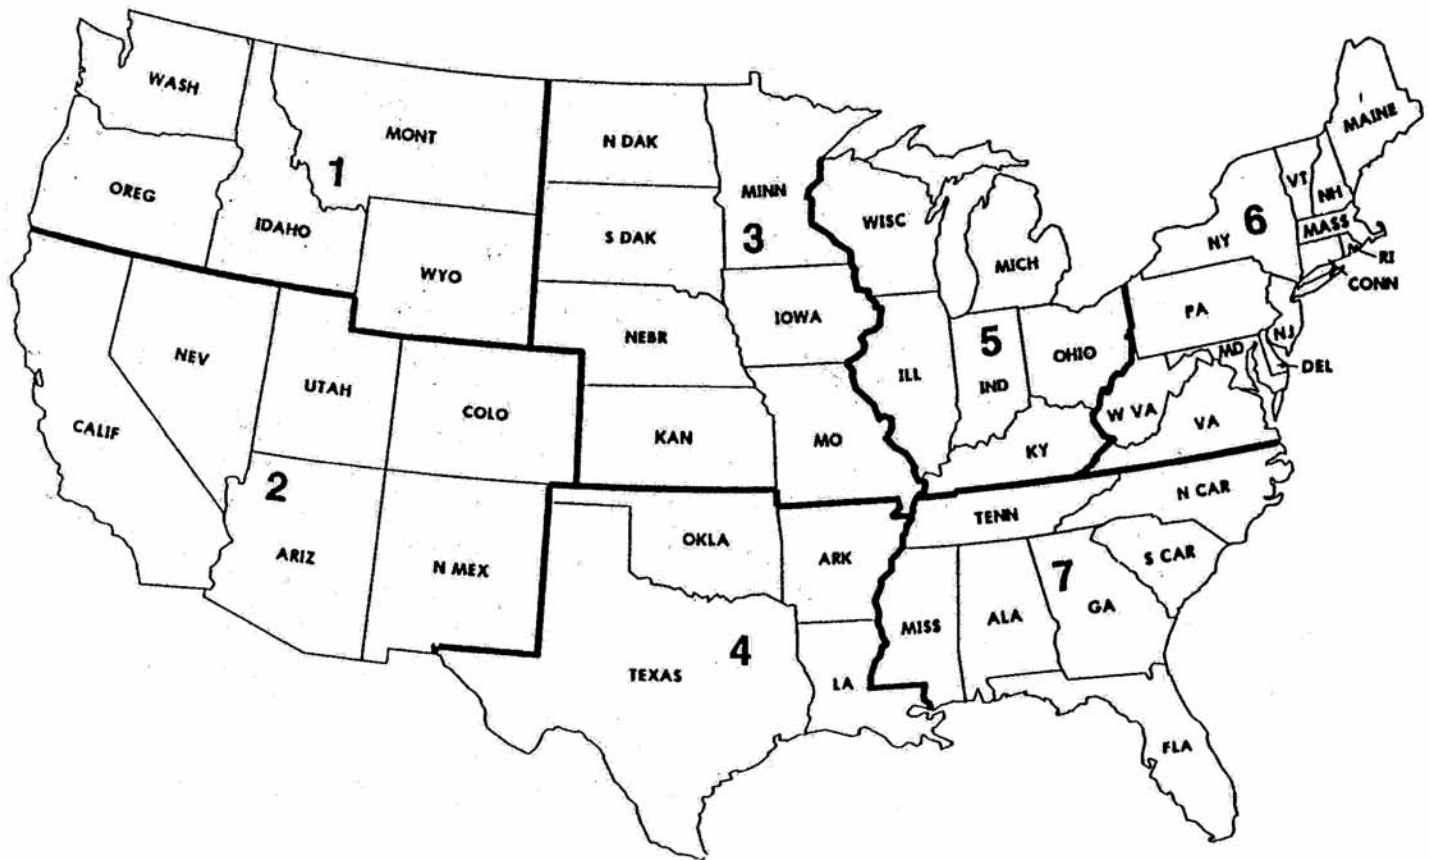 WASH
MONT
1
OREG
IDAHO
WYO
N DAK
S DAK
MINN
3
NEBR
IOWA
KAN
MO
CALIF
NEV
UTAH
COLO
2
ARIZ
N MEX
OKLA
ARK
TEXAS
4
LA
WISC
MICH
5
ILL
IND
OHIO
KY
MAINE
VT
NH
6
NY
MASS
RI
CONN
PA
NJ
MD
DEL
W VA
VA
N CAR
TENN
S CAR
7
MISS
ALA
GA
FLA